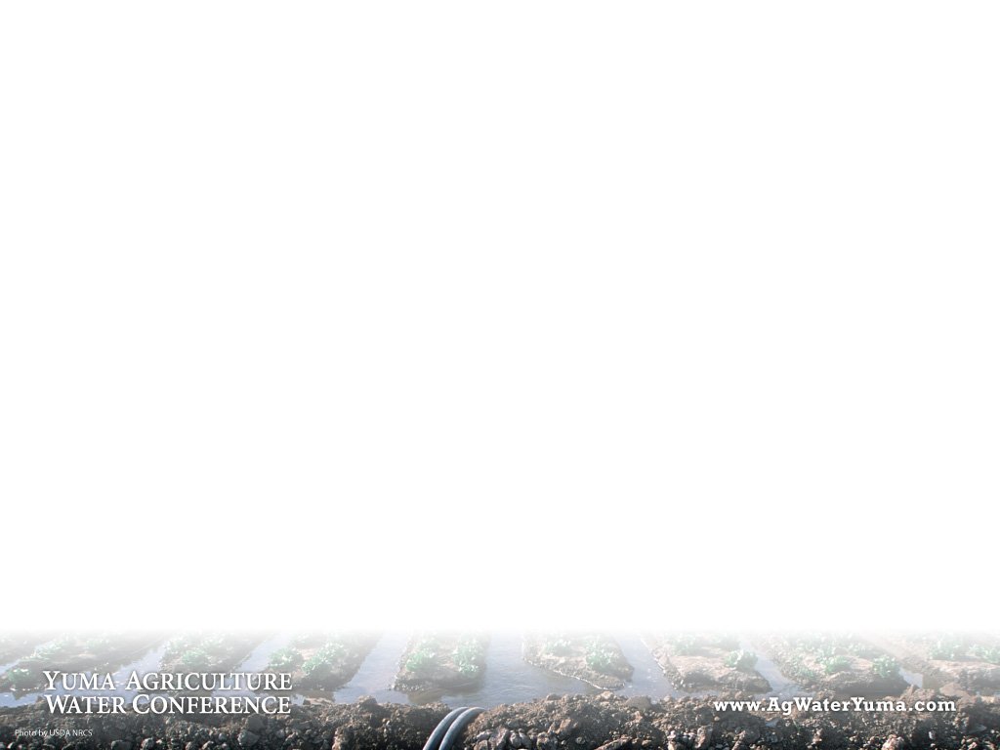 YUMA AGRICULTURE
WATER CONFERENCE
www.AgWaterYuma.com
Photo by USDA NRCS